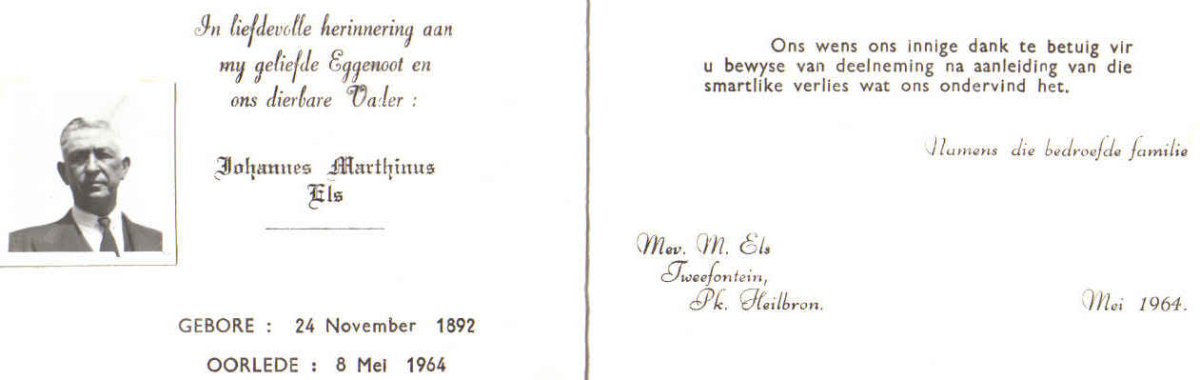 In liefdevolle herinnering aan
my geliefde Eggenoot en
ons dierbare Vader :
Johannes Marthinus
Els
GEBORE : 24 November 1892
OORLEDE : 8 Mei 1964
Ons wens ons innige dank te betuig vir
u bewyse van deelneming na aanleiding van die
smartlike verlies wat ons ondervind het.
Namens die bedroefde familie
Mev. M. Els
Tweefontein,
Pk. Heilbron.
Mei 1964.